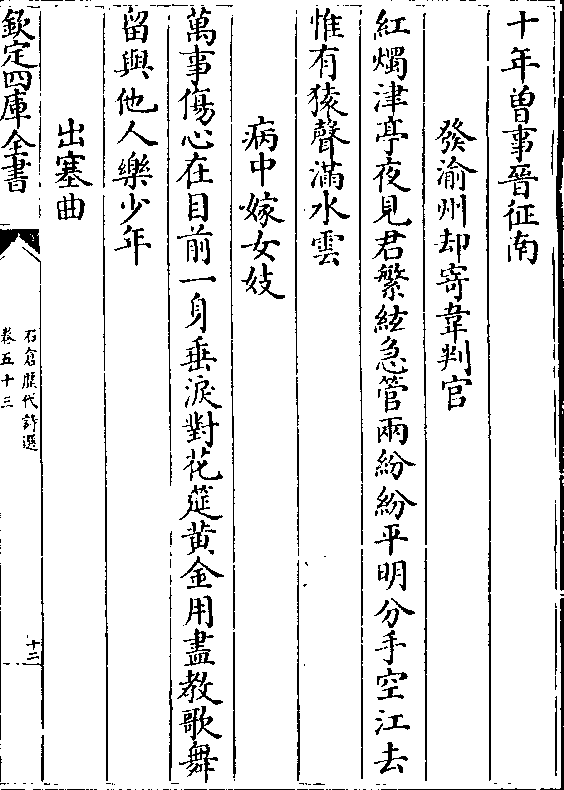 十年曽事晉征南
發渝州却寄韋判官
紅燭津亭夜見君繁絃急管兩紛紛平明分手空江去
惟有猿聲滿水雲
病中嫁女妓
萬事傷心在目前一身垂淚對花筵黄金用盡教歌舞
留與他人樂少年
出塞曲
欽定四庫全書
石倉歷代詩選
卷五十三
十二